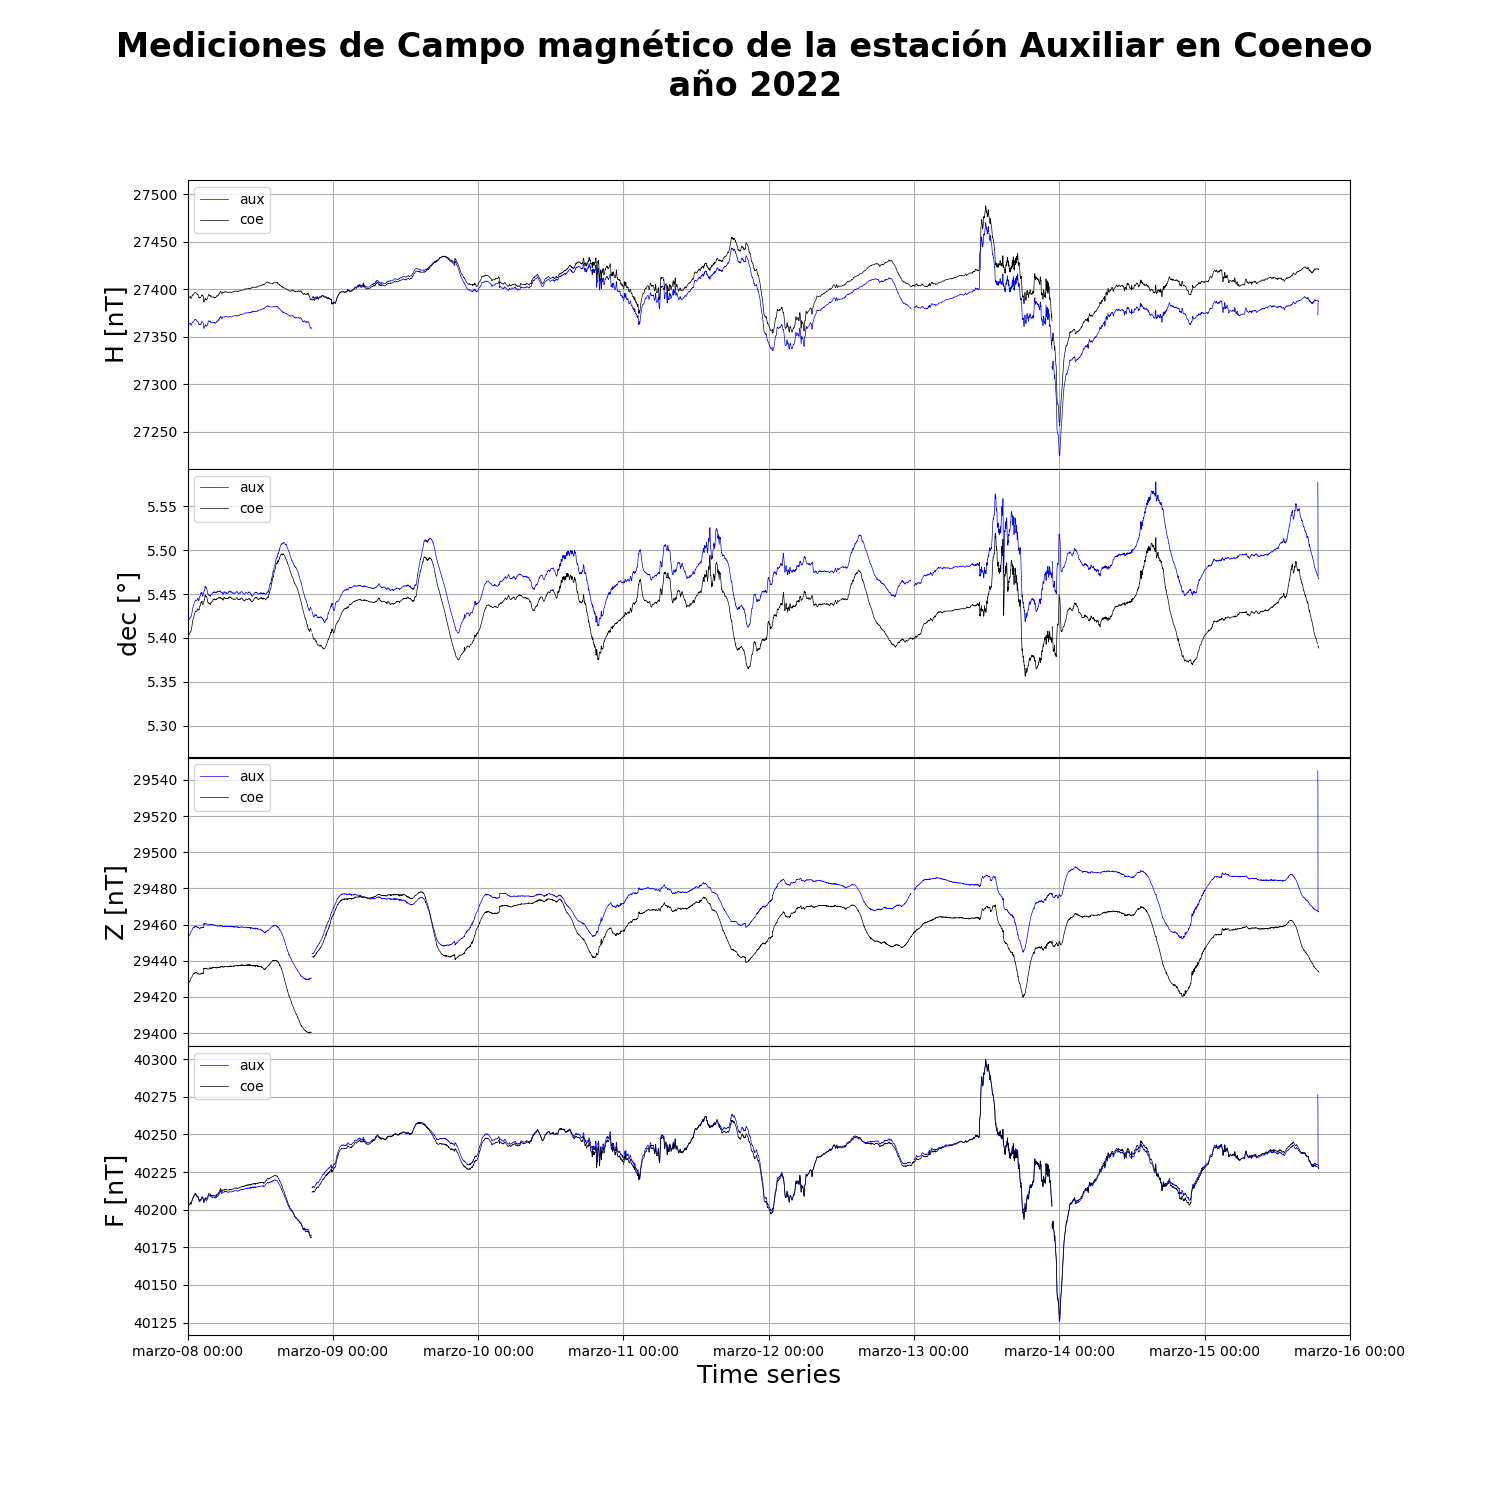 Mediciones de Campo magnético de la estación Auxiliar en Coeneo
año 2022
H [nT]
27500
27450
27400
27350
27300
27250
aux
coe
dec [°]
5.55
5.50
5.45
5.40
5.35
5.30
aux
coe
Z [nT]
29540
29520
29500
29480
29460
29440
29420
29400
aux
coe
F [nT]
40300
40275
40250
40225
40200
40175
40150
40125
aux
coe
marzo-08 00:00 marzo-09 00:00 marzo-10 00:00 marzo-11 00:00 marzo-12 00:00 marzo-13 00:00 marzo-14 00:00 marzo-15 00:00 marzo-16 00:00
Time series